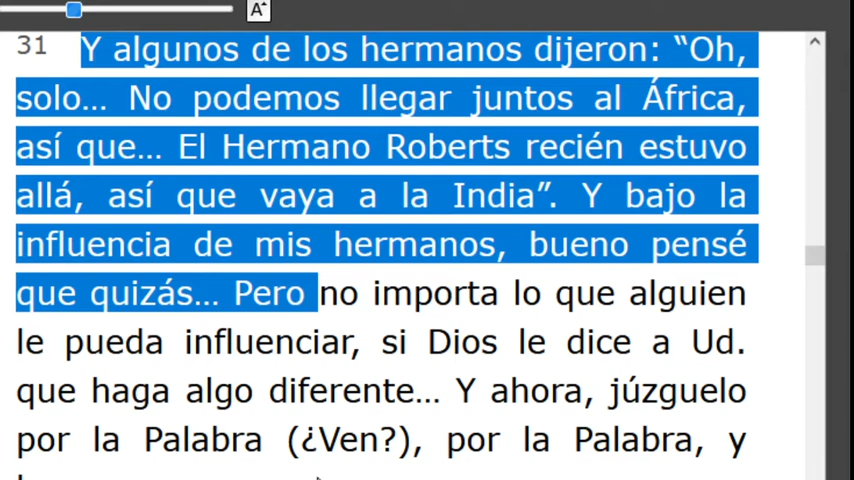 A
31 Y algunos de los hermanos dijeron: “Oh,
solo... No podemos llegar juntos al África,
así que... El Hermano Roberts recién estuvo
allá, así que vaya a la India”. Y bajo la
influencia de mis hermanos, bueno pensé
que quizás... Pero no importa lo que alguien
le pueda influenciar, si Dios le dice a Ud.
que haga algo diferente... Y ahora, júzguelo
por la Palabra (¿Ven?), por la Palabra, y